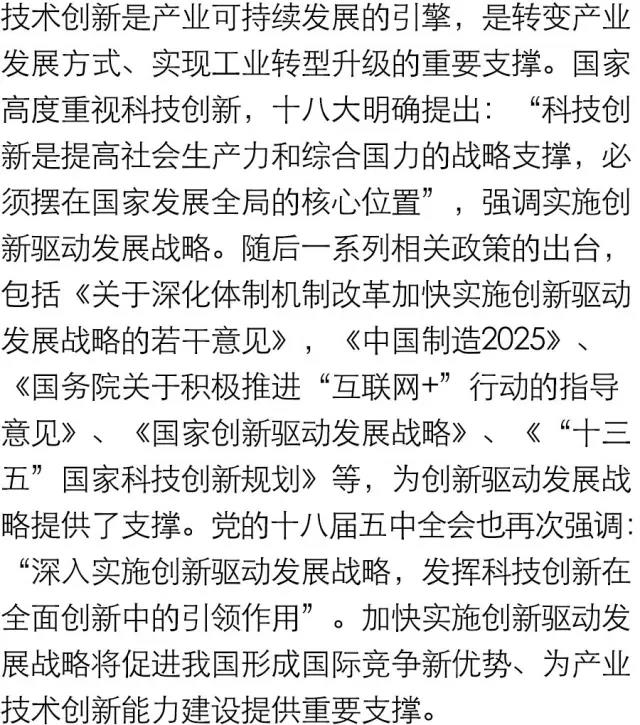 技术创新是产业可持续发展的引擎，是转变产业
发展方式、实现工业转型升级的重要支撑。国家
高度重视科技创新，十八大明确提出：“科技创
新是提高社会生产力和综合国力的战略支撑，必
须摆在国家发展全局的核心位置”，强调实施创
新驱动发展战略。随后一系列相关政策的出台，
包括《关于深化体制机制改革加快实施创新驱动
发展战略的若干意见》，《中国制造2025》、
《国务院关于积极推进“互联网+”行动的指导
意见》、《国家创新驱动发展战略》、《“十三
五”国家科技创新规划》等，为创新驱动发展战
略提供了支撑。党的十八届五中全会也再次强调：
“深入实施创新驱动发展战略，发挥科技创新在
全面创新中的引领作用”。加快实施创新驱动发
展战略将促进我国形成国际竞争新优势、为产业
技术创新能力建设提供重要支撑。